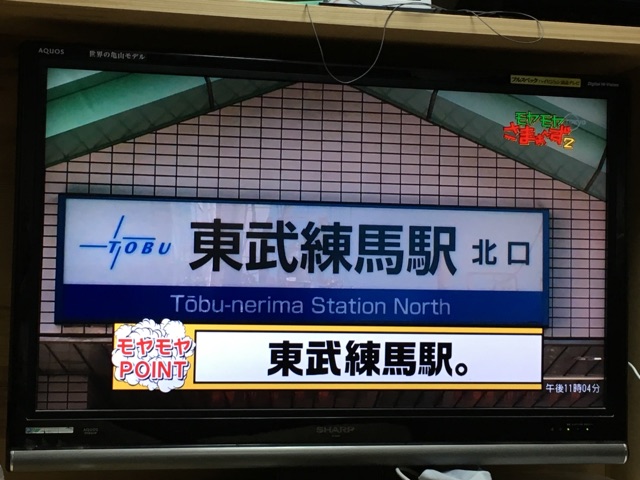 AQUOS 世界の亀山モデル
モヤモヤ
さまぁ～ず2
TOBU 東武練馬駅 北口
Tōbu-nerima Station North
モヤモヤ
POINT
東武練馬駅。
午後11時04分
SHARP